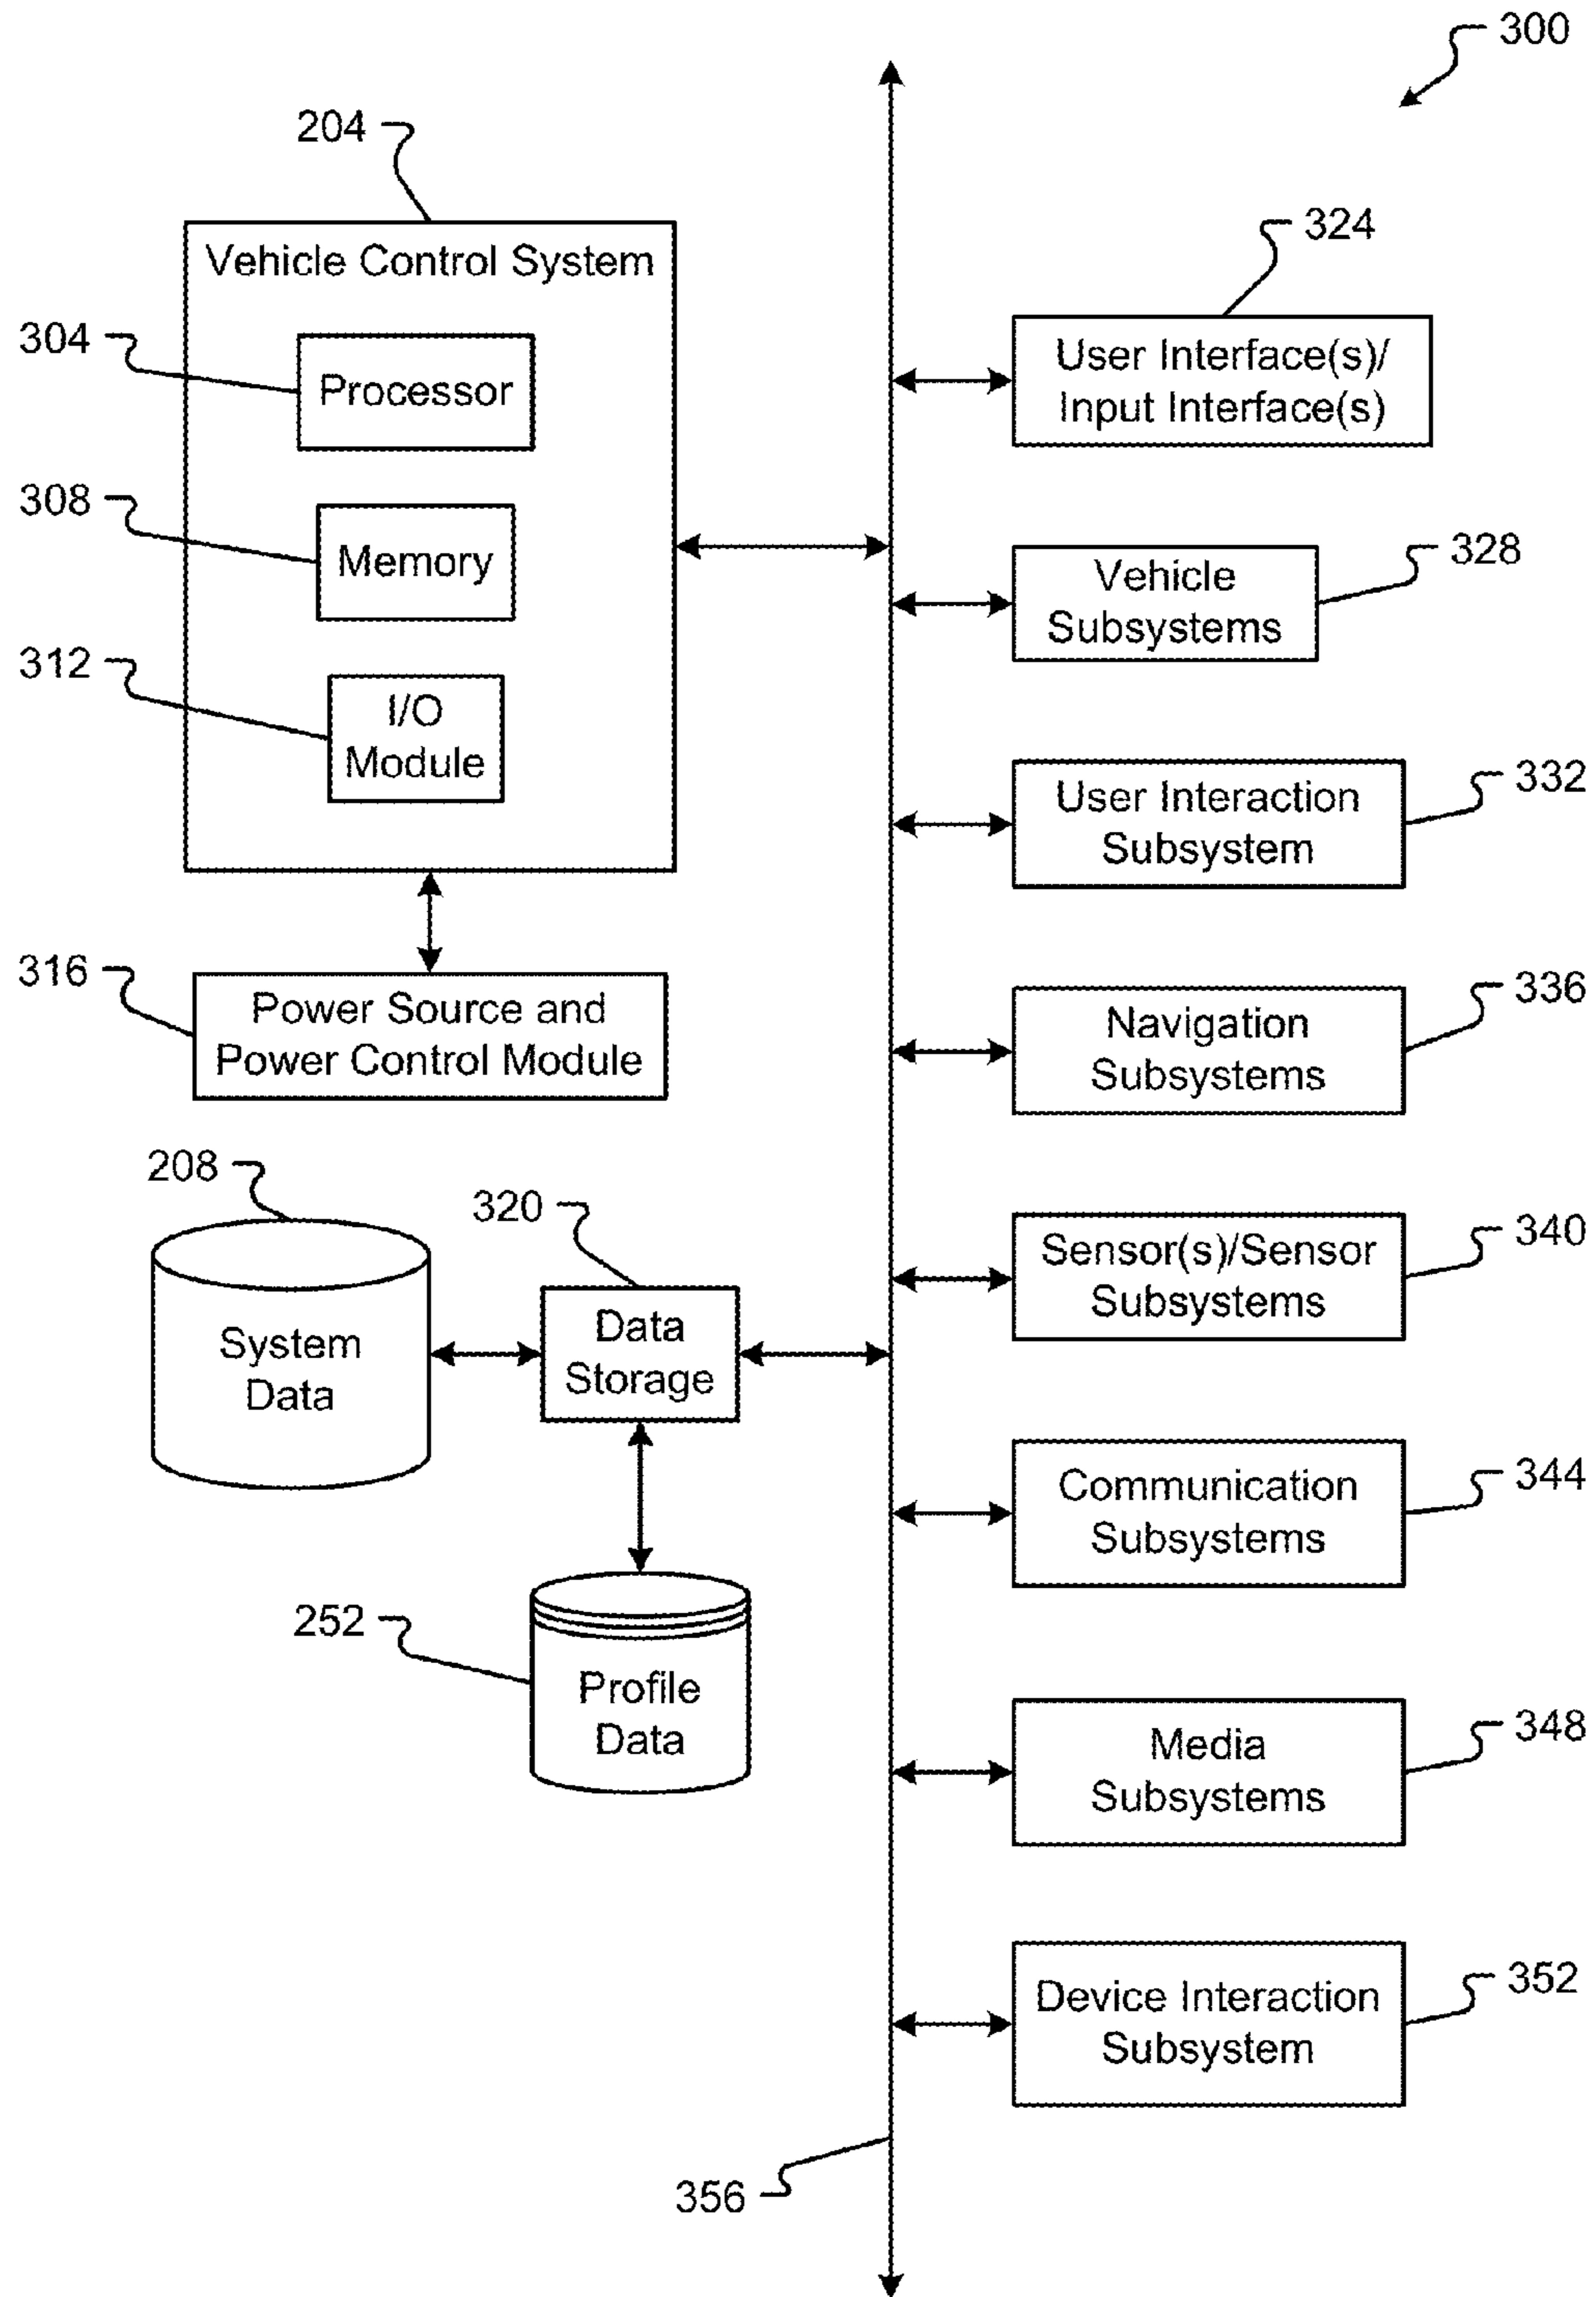 300
204
Vehicle Control System
304
Processor
308
Memory
312
I/O
Module
316
Power Source and
Power Control Module
208
System
Data
320
Data
Storage
252
Profile
Data
324
User Interface(s)/
Input Interface(s)
328
Vehicle
Subsystems
332
User Interaction
Subsystem
336
Navigation
Subsystems
340
Sensor(s)/Sensor
Subsystems
344
Communication
Subsystems
348
Media
Subsystems
352
Device Interaction
Subsystem
356